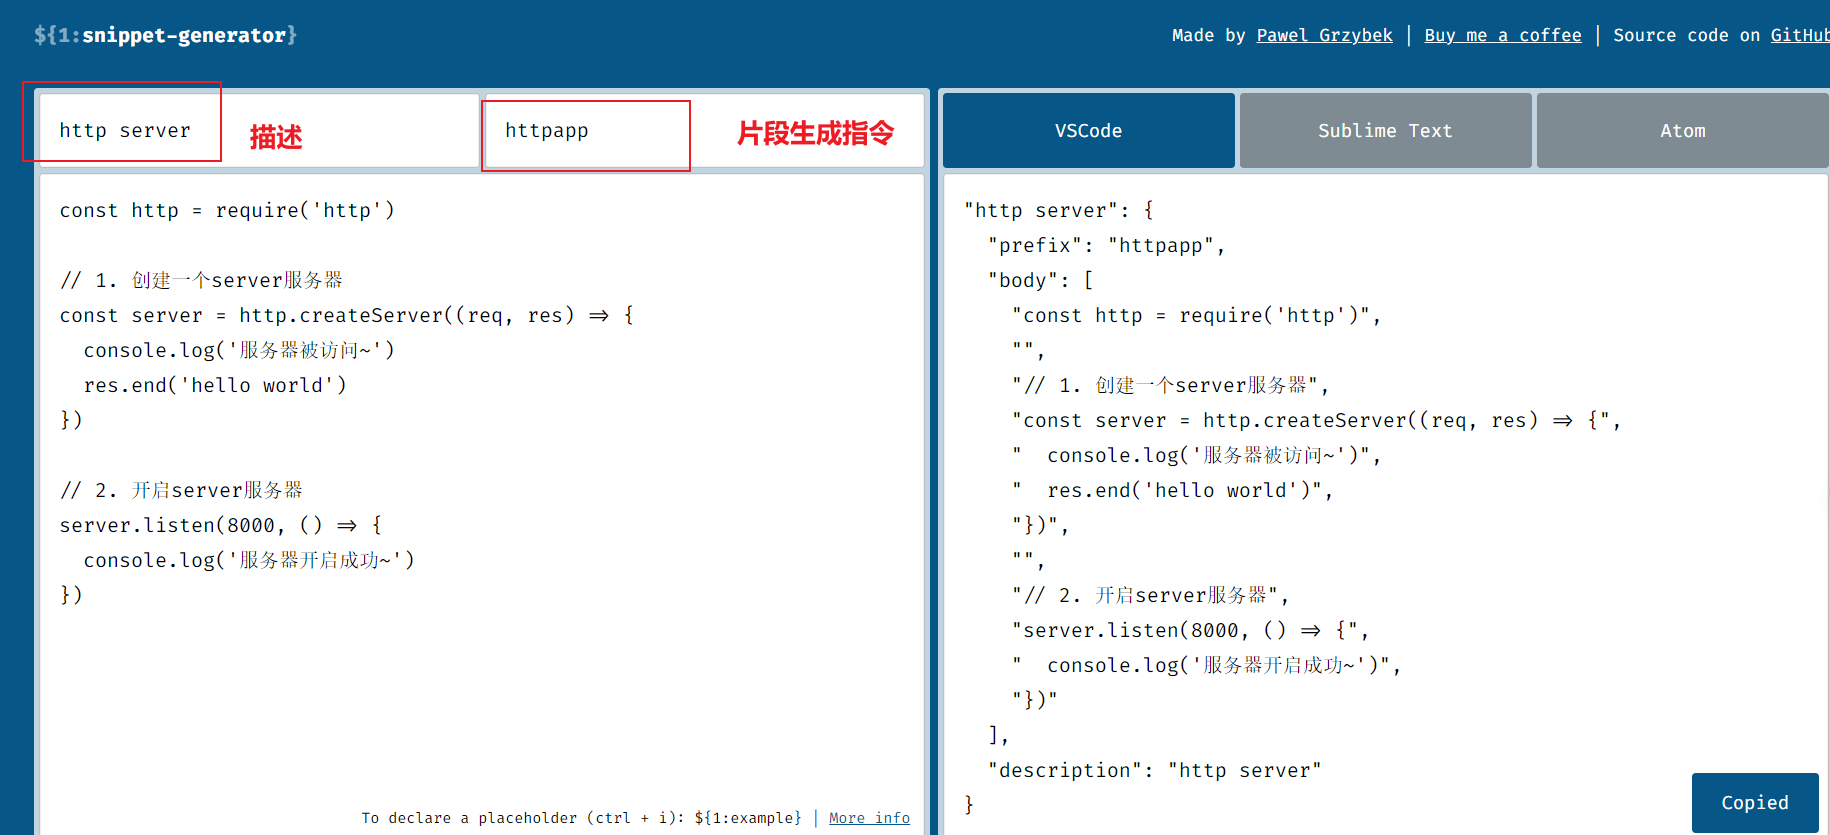 ${1:snippet-generator}
Made by Pawel Grzybek | Buy me a coffee | Source code on GitHub
http server
描述
httpapp
片段生成指令
const http = require('http')
// 1. 创建一个server服务器
const server = http.createServer((req, res) => {
  console.log('服务器被访问~')
  res.end('hello world')
})
// 2. 开启server服务器
server.listen(8000, () => {
  console.log('服务器开启成功~')
})
To declare a placeholder (ctrl + i): ${1:example} | More info
VSCode
Sublime Text
Atom
"http server": {
  "prefix": "httpapp",
  "body": [
    "const http = require('http')",
    "",
    "// 1. 创建一个server服务器",
    "const server = http.createServer((req, res) => {",
    "  console.log('服务器被访问~')",
    "  res.end('hello world')",
    "})",
    "",
    "// 2. 开启server服务器",
    "server.listen(8000, () => {",
    "  console.log('服务器开启成功~')",
    "})"
  ],
  "description": "http server"
}
Copied